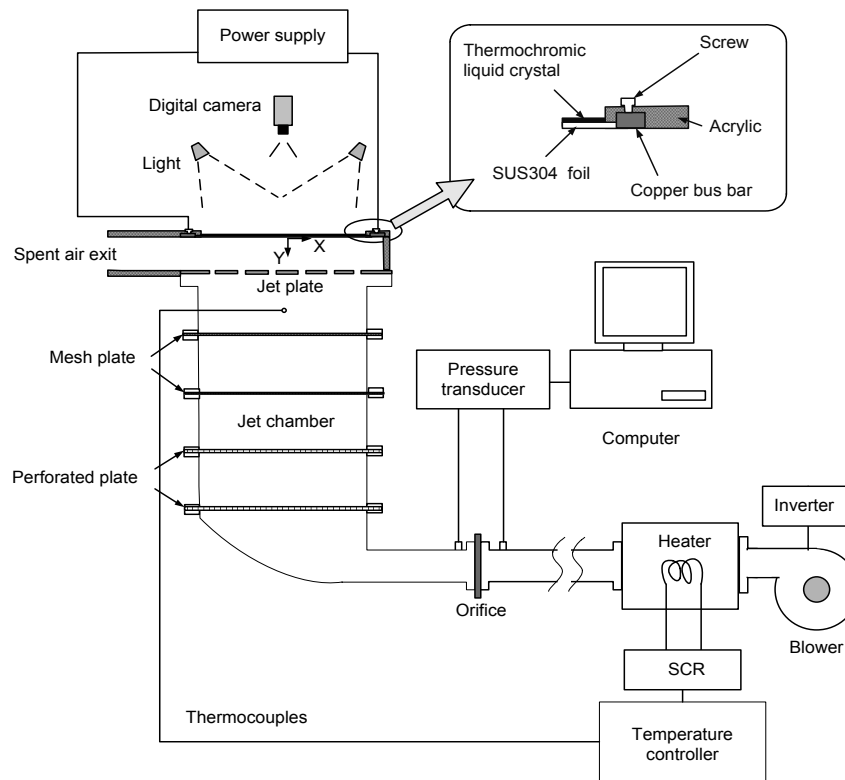 Power supply
Digital camera
Light
Thermochromic
liquid crystal
Screw
Acrylic
SUS304 foil
Copper bus bar
Spent air exit
X
Y
Jet plate
Mesh plate
Pressure
transducer
Jet chamber
Computer
Perforated plate
Inverter
Heater
Orifice
Blower
SCR
Thermocouples
Temperature
controller